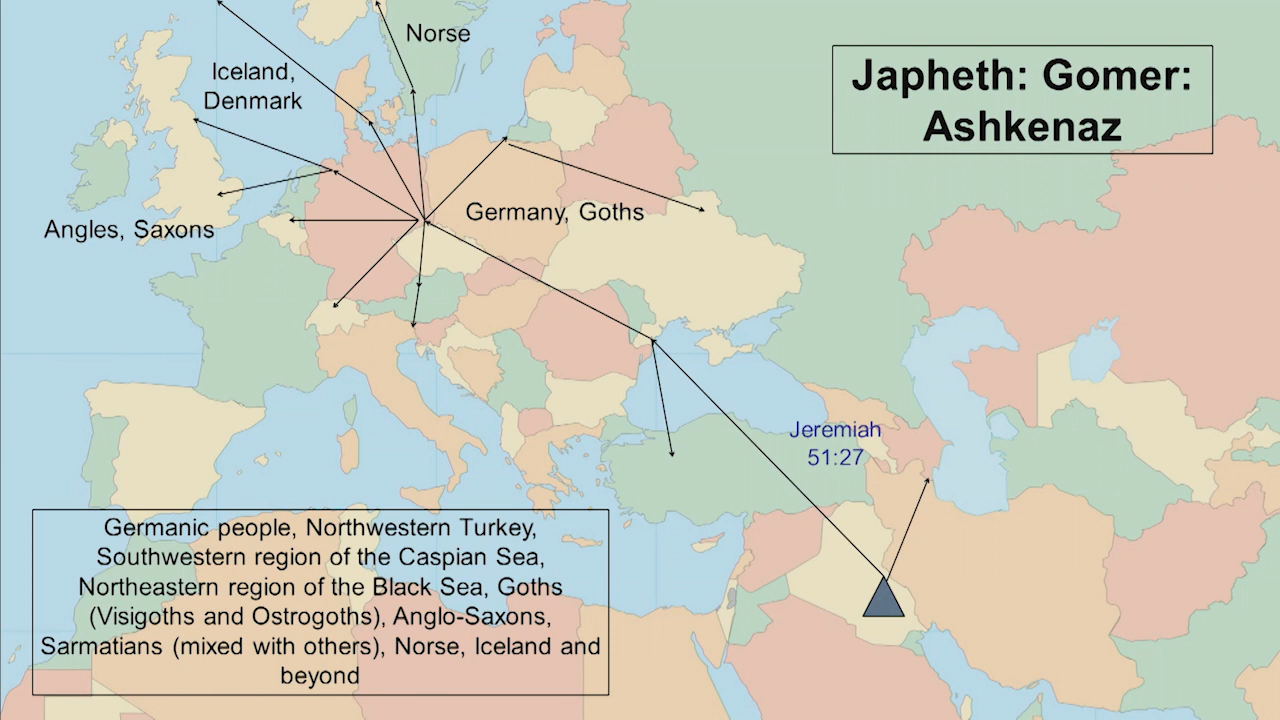 Japheth: Gomer:
Ashkenaz
Norse
Iceland,
Denmark
Germany, Goths
Angles, Saxons
Jeremiah
51:27
Germanic people, Northwestern Turkey,
Southwestern region of the Caspian Sea,
Northeastern region of the Black Sea, Goths
(Visigoths and Ostrogoths), Anglo-Saxons,
Sarmatians (mixed with others), Norse, Iceland and
beyond